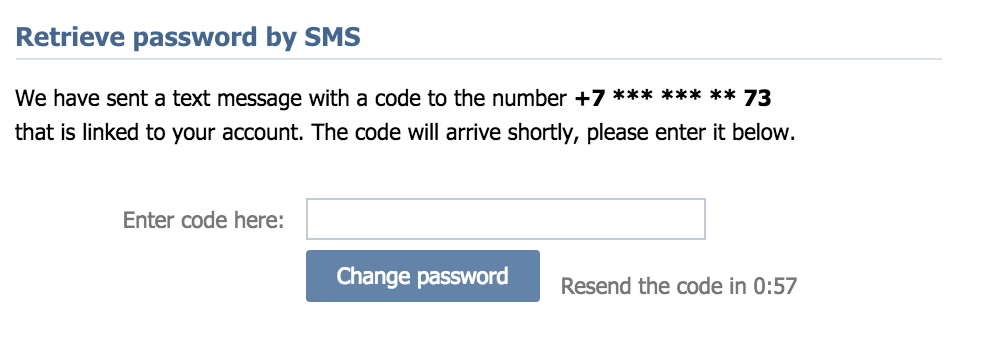 Retrieve password by SMS
We have sent a text message with a code to the number +7 *** *** ** 73
that is linked to your account. The code will arrive shortly, please enter it below.
Enter code here:
Change password
Resend the code in 0:57